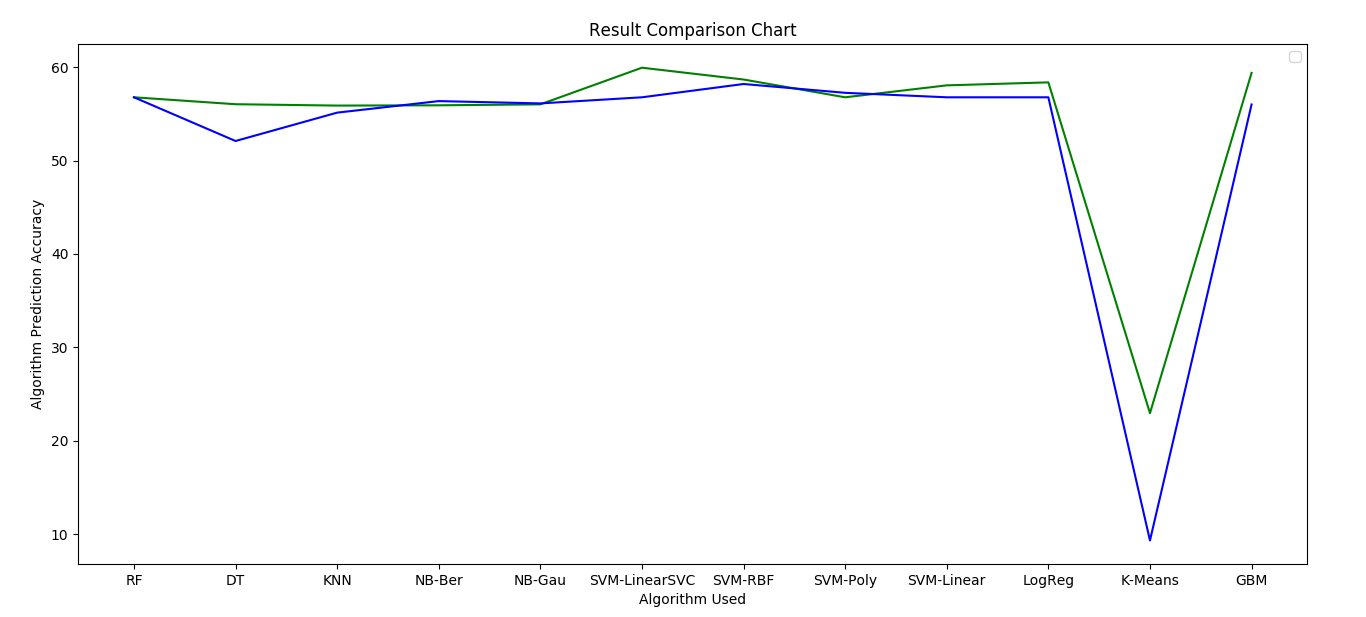 Result Comparison Chart
60
50
40
30
20
10
Algorithm Prediction Accuracy
RF DT KNN NB-Ber NB-Gau SVM-LinearSVC SVM-RBF SVM-Poly SVM-Linear LogReg K-Means GBM
Algorithm Used